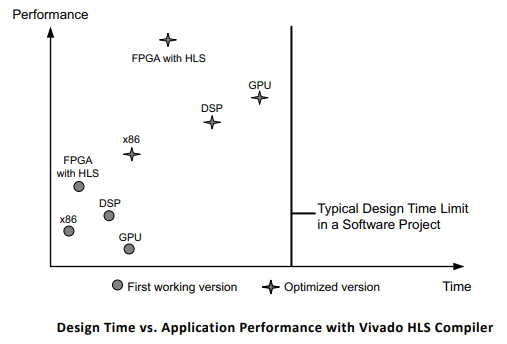 Performance
FPGA with HLS
GPU
DSP
x86
FPGA
with HLS
DSP
x86
GPU
Typical Design Time Limit
in a Software Project
First working version
Optimized version
Time
Design Time vs. Application Performance with Vivado HLS Compiler